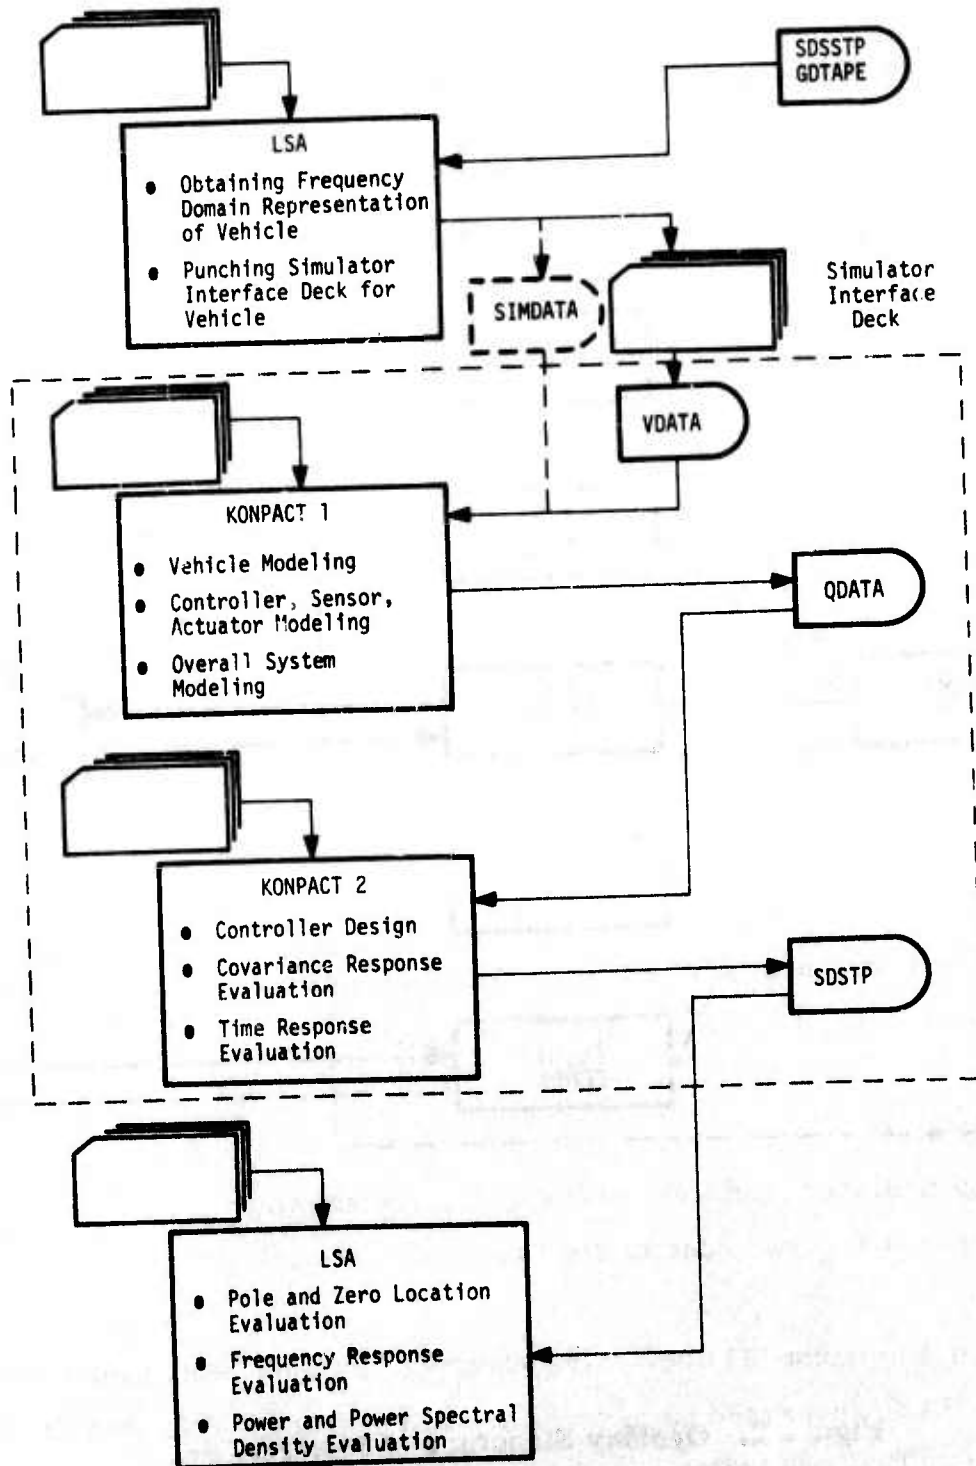 SDSSTP
GDTAPE
LSA
● Obtaining Frequency
Domain Representation
of Vehicle
● Punching Simulator
Interface Deck for
Vehicle
SIMDATA
Simulator
Interface
Deck
VDATA
KONPACT 1
● Vehicle Modeling
● Controller, Sensor,
Actuator Modeling
● Overall System
Modeling
QDATA
KONPACT 2
● Controller Design
● Covariance Response
Evaluation
● Time Response
Evaluation
SDSTP
LSA
● Pole and Zero Location
Evaluation
● Frequency Response
Evaluation
● Power and Power Spectral
Density Evaluation